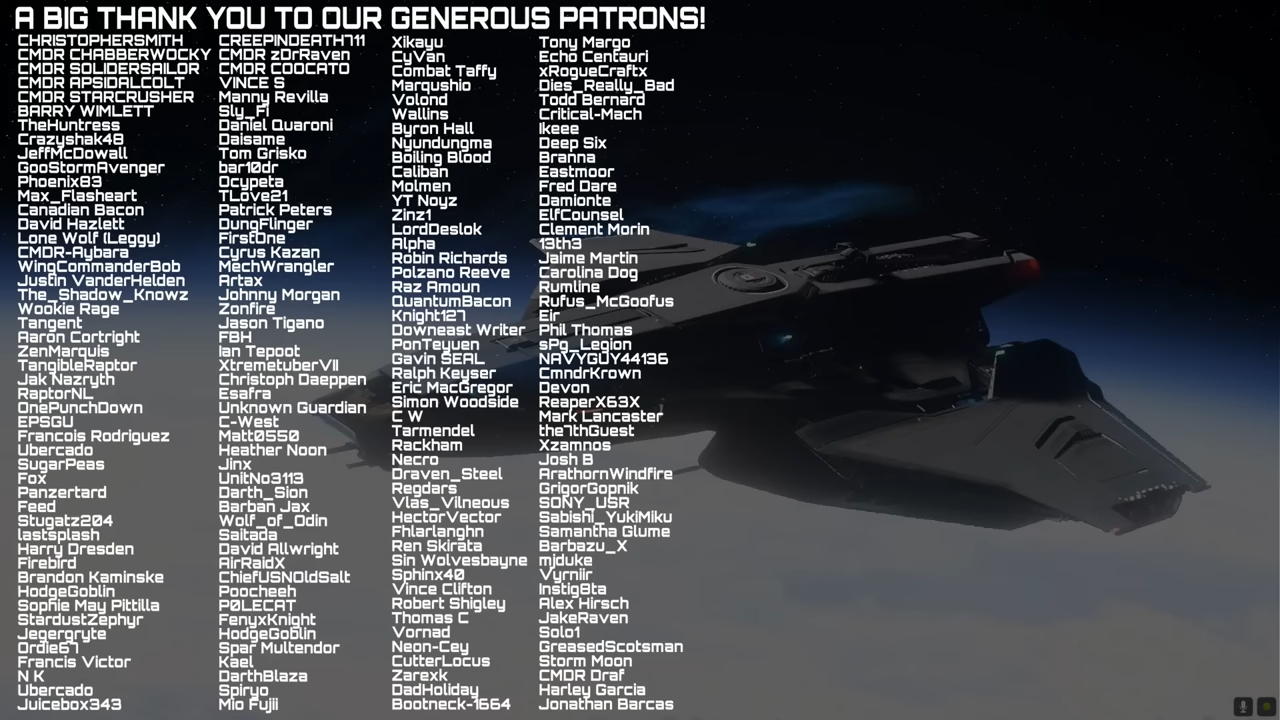 A BIG THANK YOU TO OUR GENEROUS PATRONS!
CHRISTOPHERSMITH
CMDR CHABBERWOCKY
CMDR SOLIDERSAILOR
CMDR APSIDALCOLT
CMDR STARCRUSHER
BARRY WIMLETT
TheHuntress
Crazyshak48
JeffMcDowall
GooStormAvenger
Phoenix83
Max_Flasheart
Canadian Bacon
David Hazlett
Lone Wolf (Leggy)
CMDR-Aybara
WingCommanderBob
Justin VanderHelden
The_Shadow_Knowz
Wookie Rage
Tangent
Aaron Cortright
ZenMarquis
TangibleRaptor
Jak Nazryth
RaptorNL
OnePunchDown
EPSGU
Francois Rodriguez
Ubercado
SugarPeas
Fox
Panzertard
Feed
Stugatz204
lastsplash
Harry Dresden
Firebird
Brandon Kaminske
HodgeGoblin
Sophie May Pittilla
StardustZephyr
Jegergryte
Ordie67
Francis Victor
N K
Ubercado
Juicebox343
CREEPINDEATH711
CMDR zDrRaven
CMDR COOCATO
VINCE S
Manny Revilla
Sly_Fi
Daniel Quaroni
Daisame
Tom Grisko
bar10dr
Ocypeta
TLove21
Patrick Peters
DungFlinger
FirstOne
Cyrus Kazan
MechWrangler
Artax
Johnny Morgan
Zonfire
Jason Tigano
FBH
Ian Tepoot
XtremetuberVII
Christoph Daeppen
Esafra
Unknown Guardian
C-West
Matt0550
Heather Noon
Jinx
UnitNo3113
Darth_Sion
Barban Jax
Wolf_of_Odin
Saitada
David Allwright
AirRaidX
ChiefUSNOldSalt
Poocheeh
P0LECAT
FenyxKnight
HodgeGoblin
Spar Multendor
Kael
DarthBlaza
Spiryo
Mio Fujii
Xikayu
CyVan
Combat Taffy
Marqushio
Volond
Wallins
Byron Hall
Nyundungma
Boiling Blood
Caliban
Molmen
YT Noyz
Zinz1
LordDeslok
Alpha
Robin Richards
Polzano Reeve
Raz Amoun
QuantumBacon
Knight127
Downeast Writer
PonTeyuen
Gavin SEAL
Ralph Keyser
Eric MacGregor
Simon Woodside
C W
Tarmendel
Rackham
Necro
Draven_Steel
Regdars
Vlas_Vilneous
HectorVector
Fhlarlanghn
Ren Skirata
Sin Wolvesbayne
Sphinx40
Vince Clifton
Robert Shigley
Thomas C
Vornad
Neon-Cey
CutterLocus
Zarexk
DadHoliday
Bootneck-1664
Tony Margo
Echo Centauri
xRogueCraftx
Dies_Really_Bad
Todd Bernard
Critical-Mach
Ikeee
Deep Six
Branna
Eastmoor
Fred Dare
Damionte
ElfCounsel
Clement Morin
13th3
Jaime Martin
Carolina Dog
Rumline
Rufus_McGoofus
Eir
Phil Thomas
sPg_Legion
NAVYGUY44136
CmndrKrown
Devon
ReaperX63X
Mark Lancaster
the7thGuest
Xzamnos
Josh B
ArathornWindfire
GrigorGopnik
SONY_USR
Sabishi_YukiMiku
Samantha Glume
Barbazu_X
mjduke
Vyrniir
Instig8ta
Alex Hirsch
JakeRaven
Solo1
GreasedScotsman
Storm Moon
CMDR Draf
Harley Garcia
Jonathan Barcas